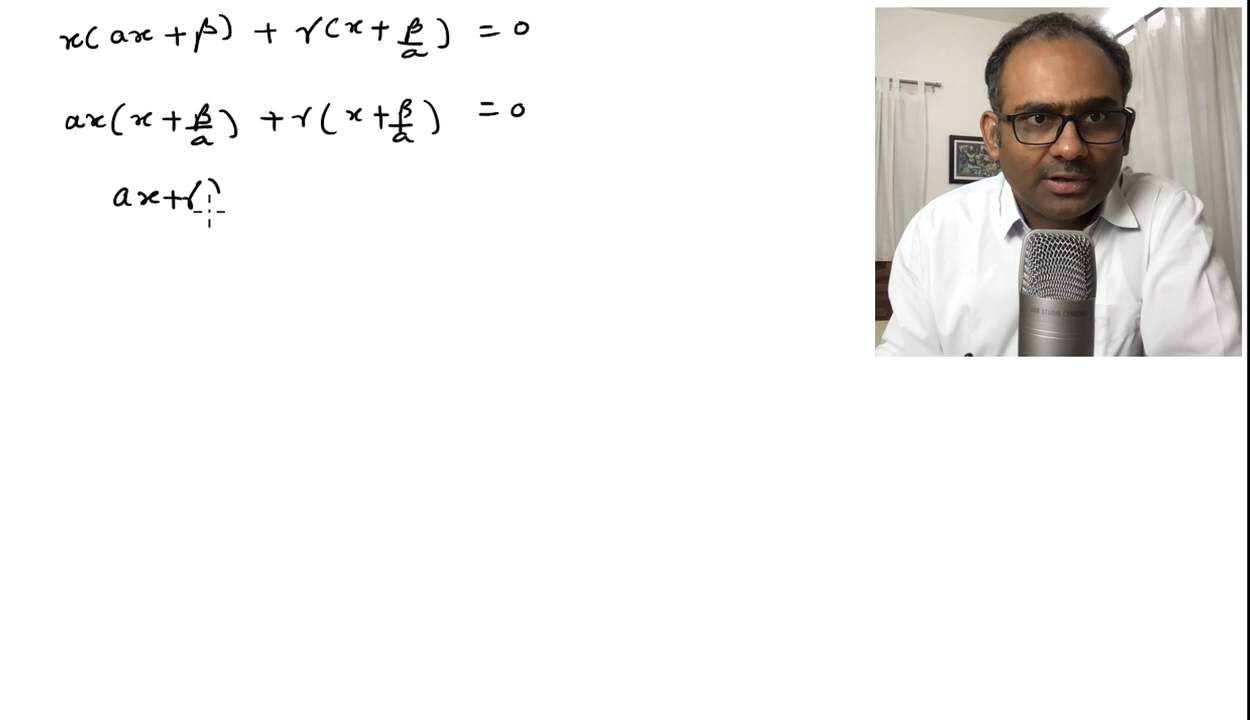 x(ax + β) + γ(x + β/a) = 0
ax(x + β/a) + γ(x + β/a) = 0
ax+γ